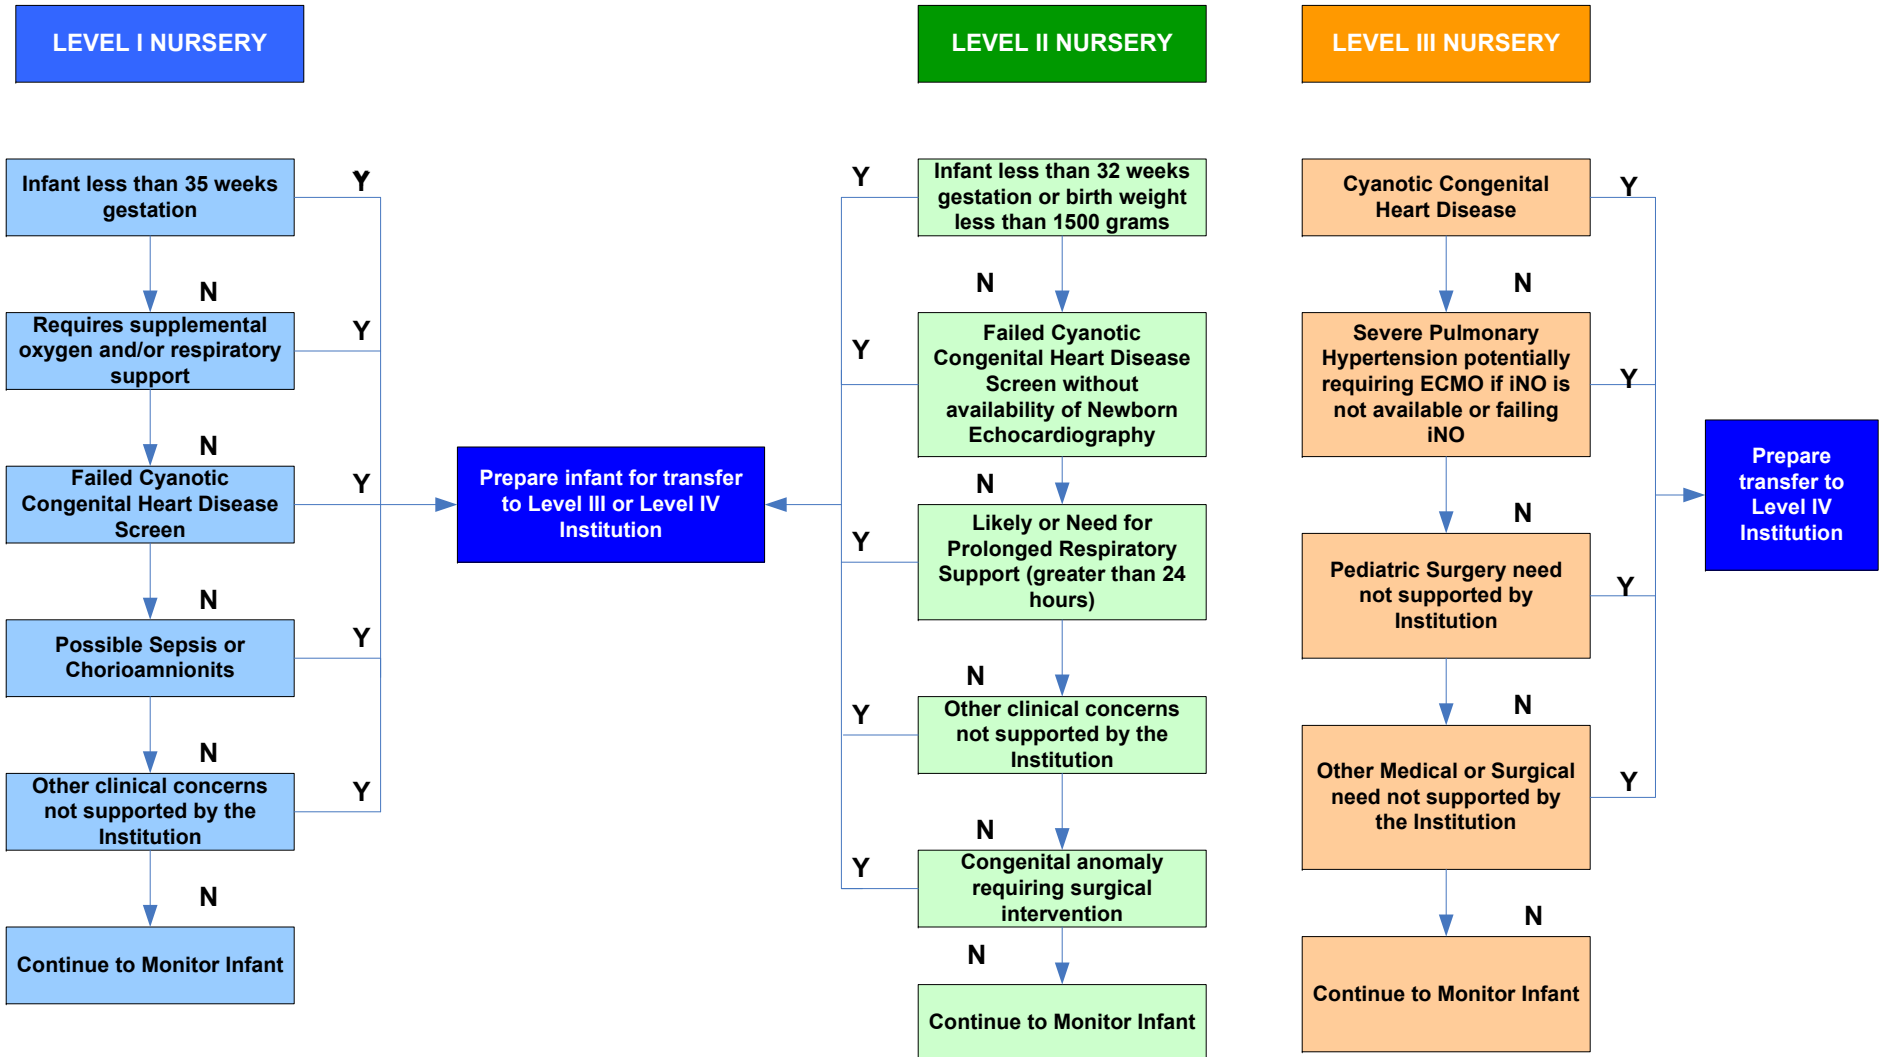 LEVEL I NURSERY
Infant less than 35 weeks
gestation
Y
N
Requires supplemental
oxygen and/or respiratory
support
Y
N
Failed Cyanotic
Congenital Heart Disease
Screen
Y
N
Possible Sepsis or
Chorioamnionits
Y
N
Other clinical concerns
not supported by the
Institution
Y
N
Continue to Monitor Infant
Prepare infant for transfer
to Level III or Level IV
Institution
LEVEL II NURSERY
Y
Infant less than 32 weeks
gestation or birth weight
less than 1500 grams
N
Y
Failed Cyanotic
Congenital Heart Disease
Screen without
availability of Newborn
Echocardiography
N
Y
Likely or Need for
Prolonged Respiratory
Support (greater than 24
hours)
N
Y
Other clinical concerns
not supported by the
Institution
N
Y
Congenital anomaly
requiring surgical
intervention
N
Continue to Monitor Infant
LEVEL III NURSERY
Cyanotic Congenital
Heart Disease
Y
N
Severe Pulmonary
Hypertension potentially
requiring ECMO if iNO is
not available or failing
iNO
Y
N
Pediatric Surgery need
not supported by
Institution
Y
N
Other Medical or Surgical
need not supported by
the Institution
Y
N
Continue to Monitor Infant
Prepare
transfer to
Level IV
Institution